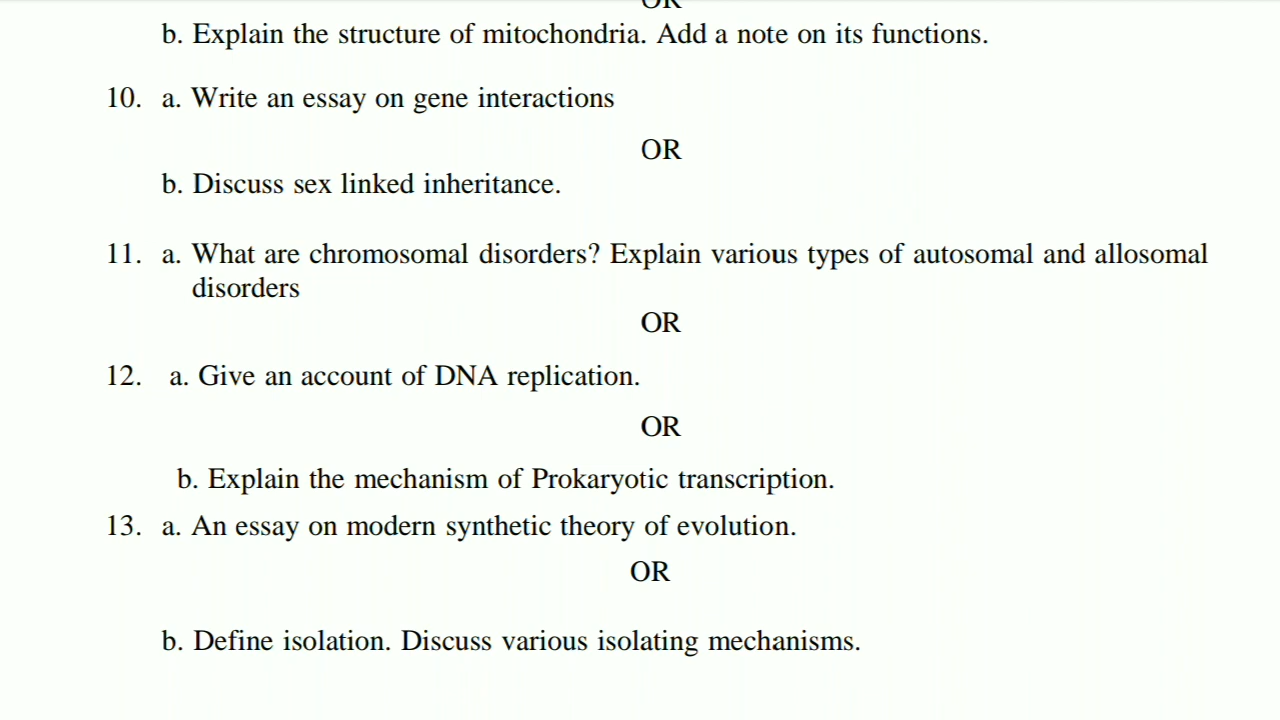 OR
b. Explain the structure of mitochondria. Add a note on its functions.
10. a. Write an essay on gene interactions
OR
b. Discuss sex linked inheritance.
11. a. What are chromosomal disorders? Explain various types of autosomal and allosomal
disorders
OR
12. a. Give an account of DNA replication.
OR
b. Explain the mechanism of Prokaryotic transcription.
13. a. An essay on modern synthetic theory of evolution.
OR
b. Define isolation. Discuss various isolating mechanisms.